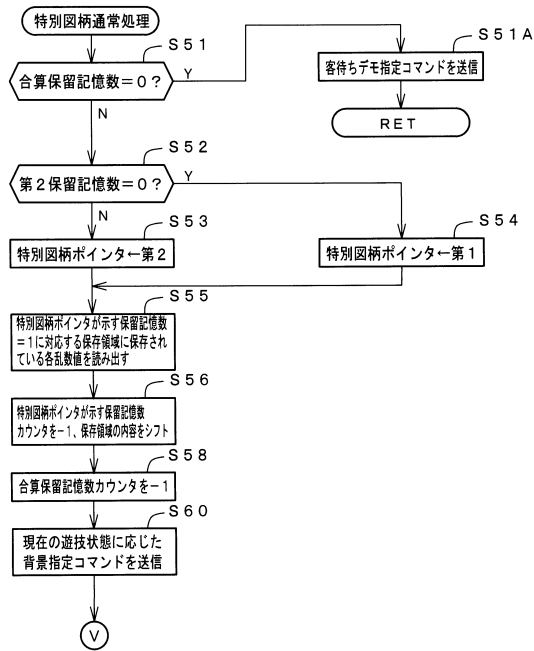 特別図柄通常処理
S51
合算保留記憶数=0?
Y
N
S51A
客待ちデモ指定コマンドを送信
RET
S52
第2保留記憶数=0?
Y
N
S53
特別図柄ポインタ←第2
S54
特別図柄ポインタ←第1
S55
特別図柄ポインタが示す保留記憶数
=1に対応する保存領域に保存され
ている各乱数値を読み出す
S56
特別図柄ポインタが示す保留記憶数
カウンタを-1、保存領域の内容をシフト
S58
合算保留記憶数カウンタを-1
S60
現在の遊技状態に応じた
背景指定コマンドを送信
V